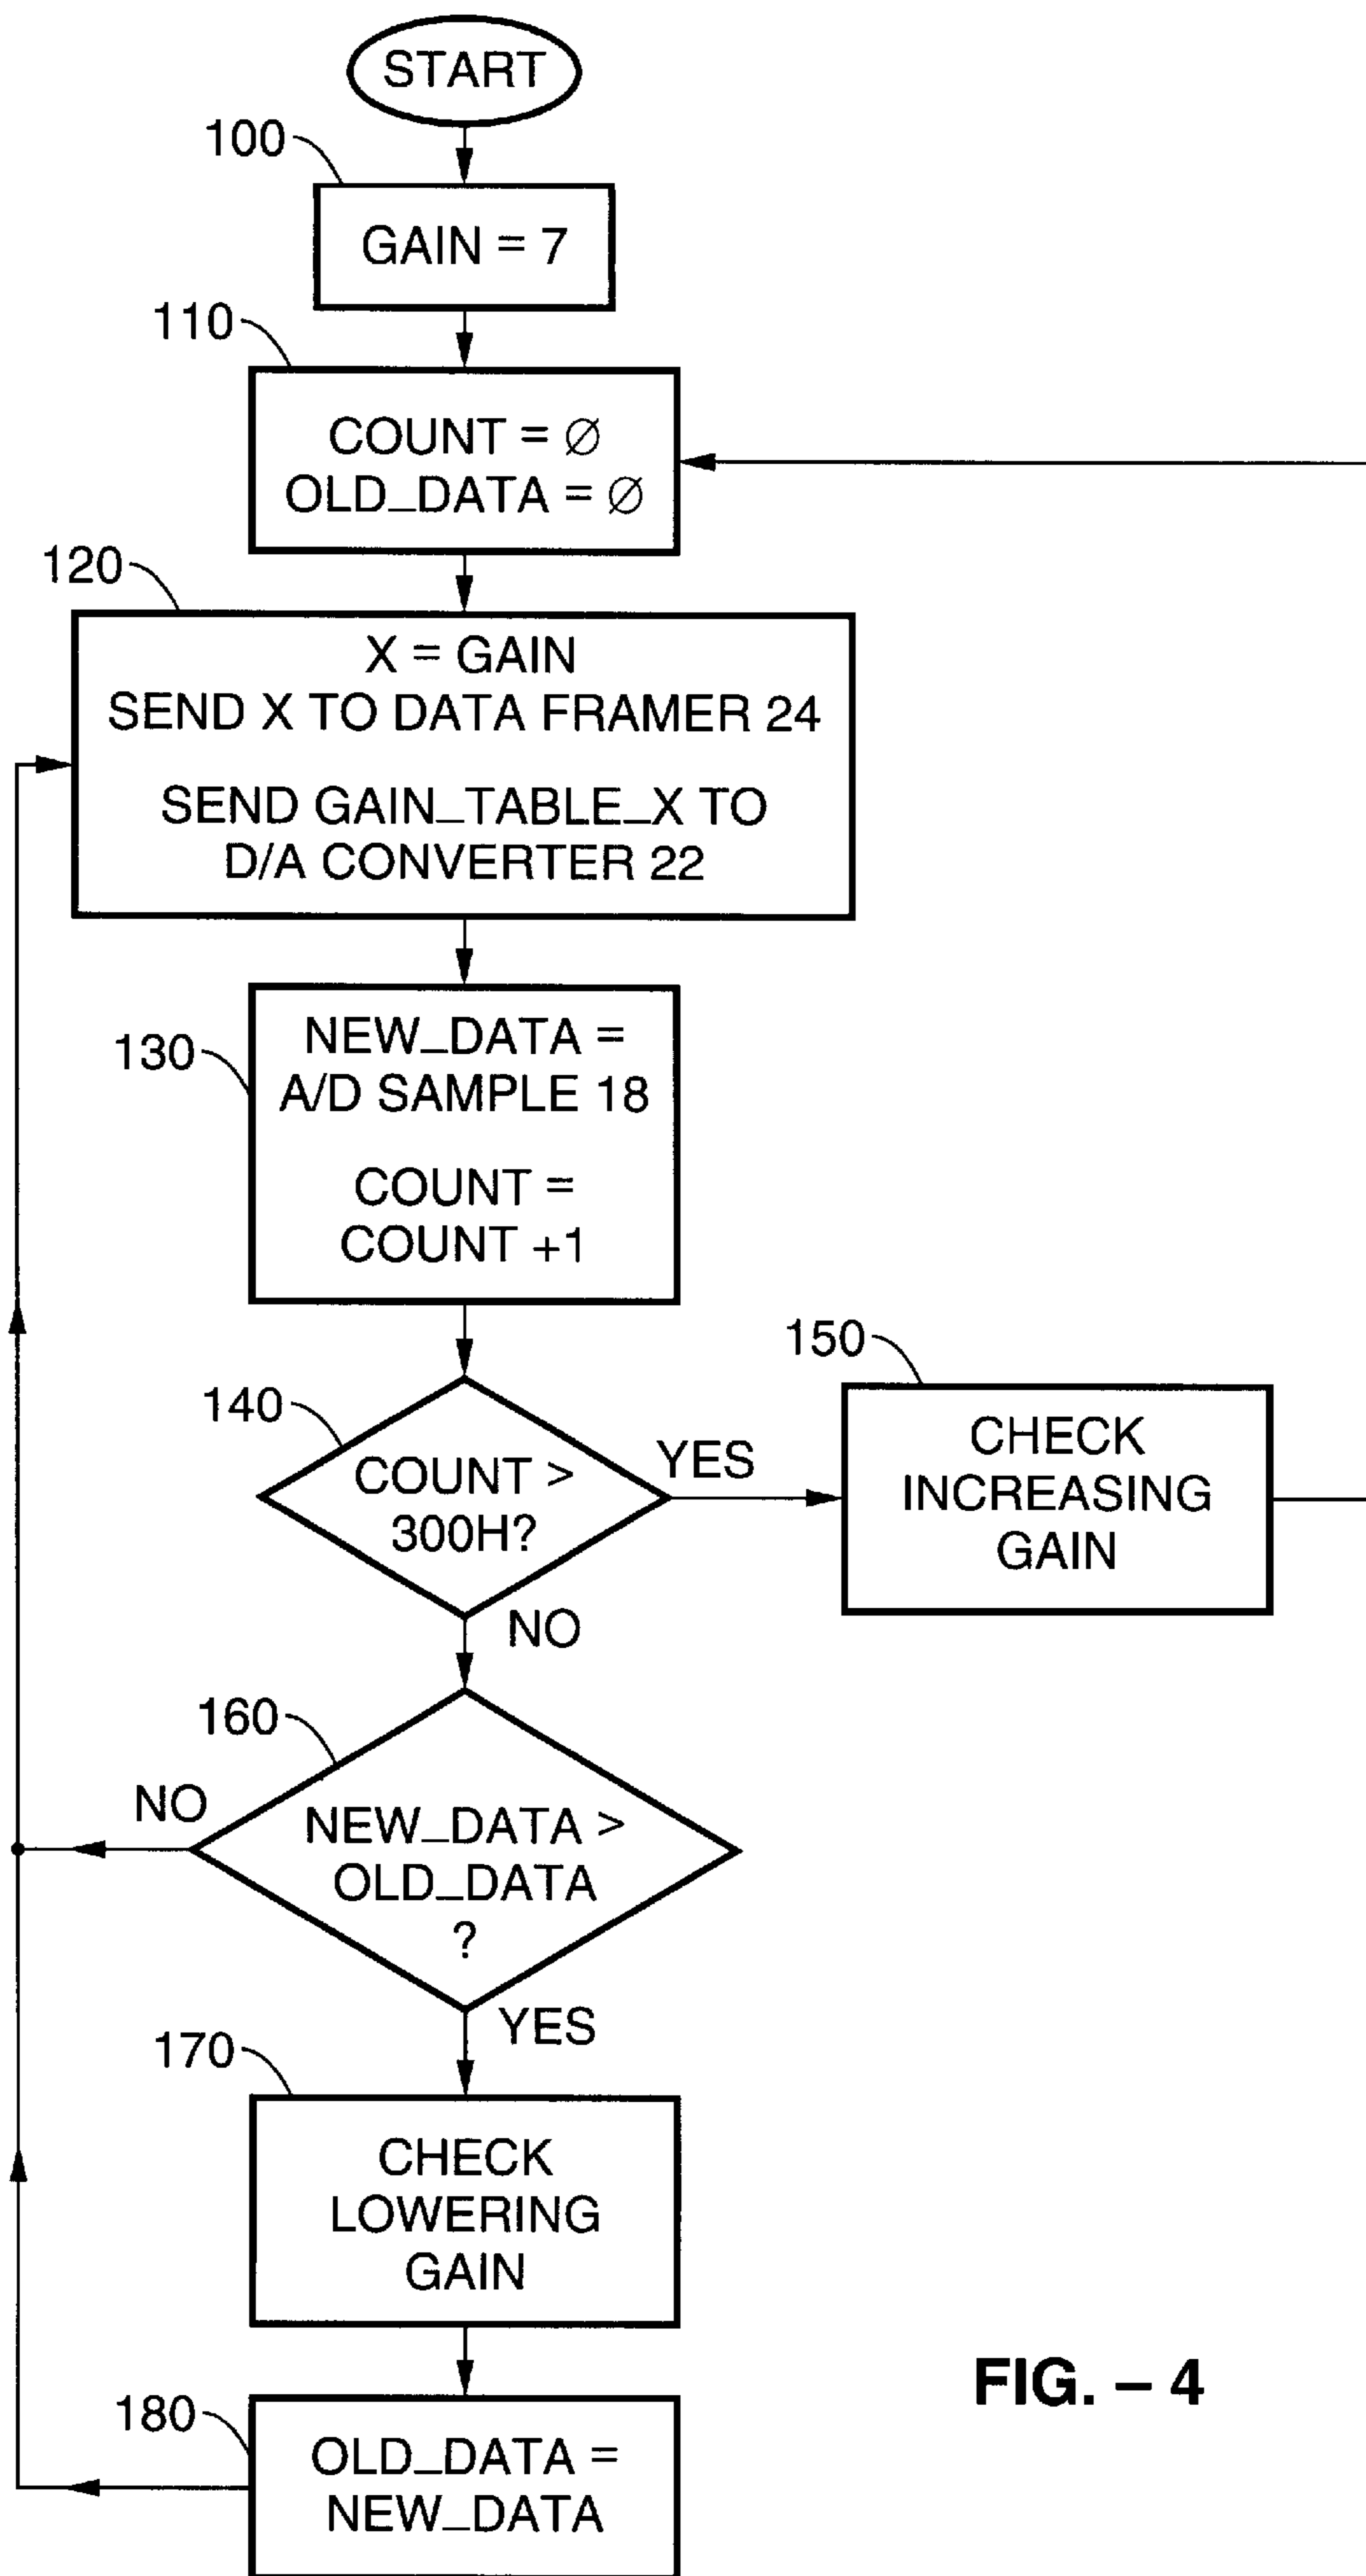 START
100
GAIN = 7
110
COUNT = Ø
OLD_DATA = Ø
120
X = GAIN
SEND X TO DATA FRAMER 24
SEND GAIN_TABLE_X TO
D/A CONVERTER 22
130
NEW_DATA =
A/D SAMPLE 18
COUNT =
COUNT +1
140
COUNT >
300H?
YES
150
CHECK
INCREASING
GAIN
NO
160
NO
NEW_DATA >
OLD_DATA
?
YES
170
CHECK
LOWERING
GAIN
180
OLD_DATA =
NEW_DATA
FIG. – 4